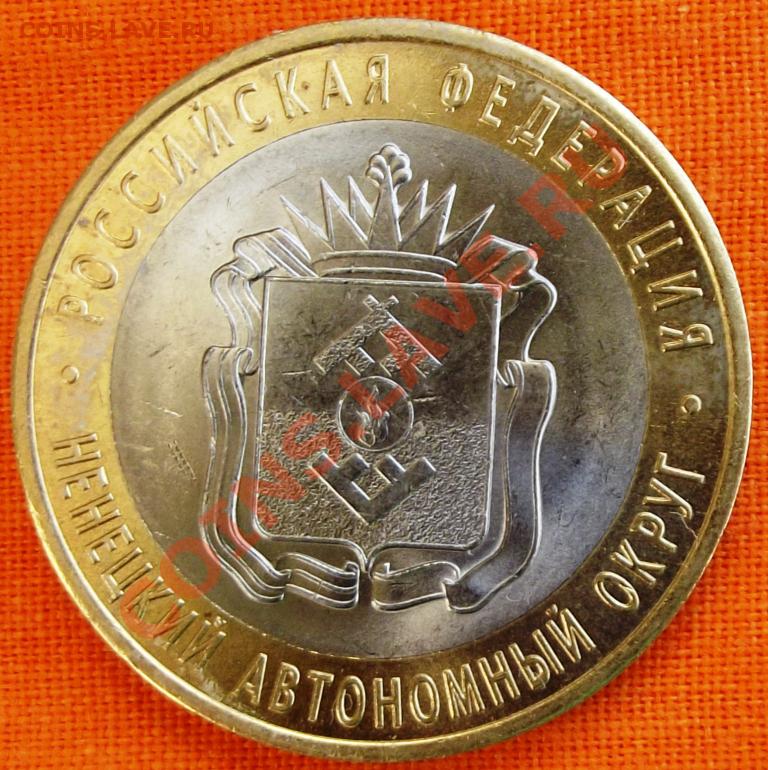 COINS.LAVE.RU
РОССИЙСКАЯ ФЕДЕРАЦИЯ
COINS.LAVE.RU
НЕНЕЦКИЙ АВТОНОМНЫЙ ОКРУГ